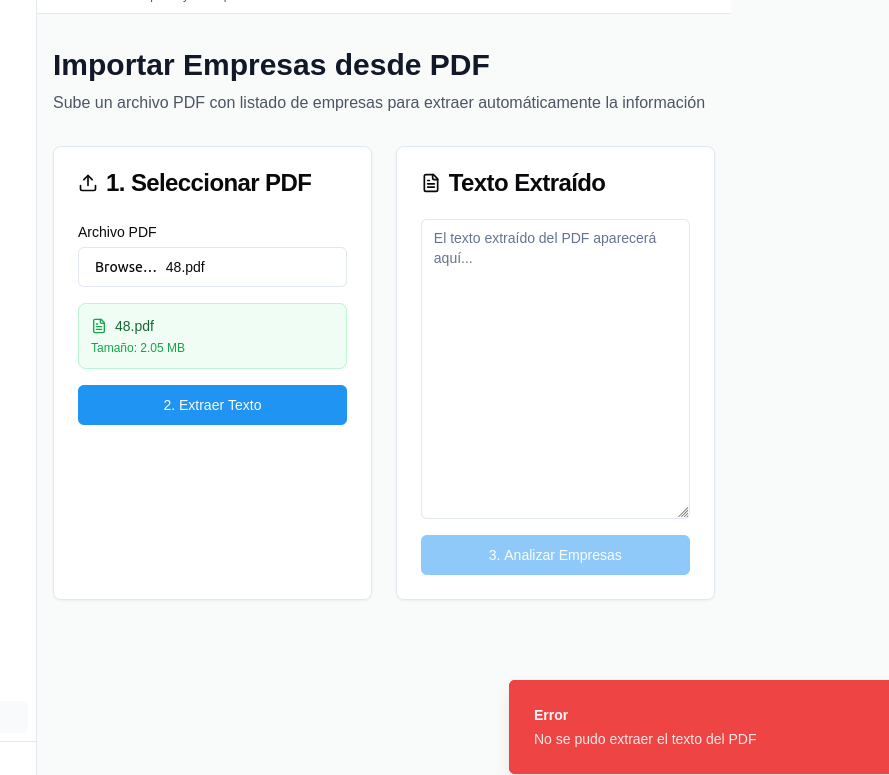 Importar Empresas desde PDF
Sube un archivo PDF con listado de empresas para extraer automáticamente la información
1. Seleccionar PDF
Archivo PDF
Browse... 48.pdf
48.pdf
Tamaño: 2.05 MB
2. Extraer Texto
Texto Extraído
El texto extraído del PDF aparecerá
aquí...
3. Analizar Empresas
Error
No se pudo extraer el texto del PDF